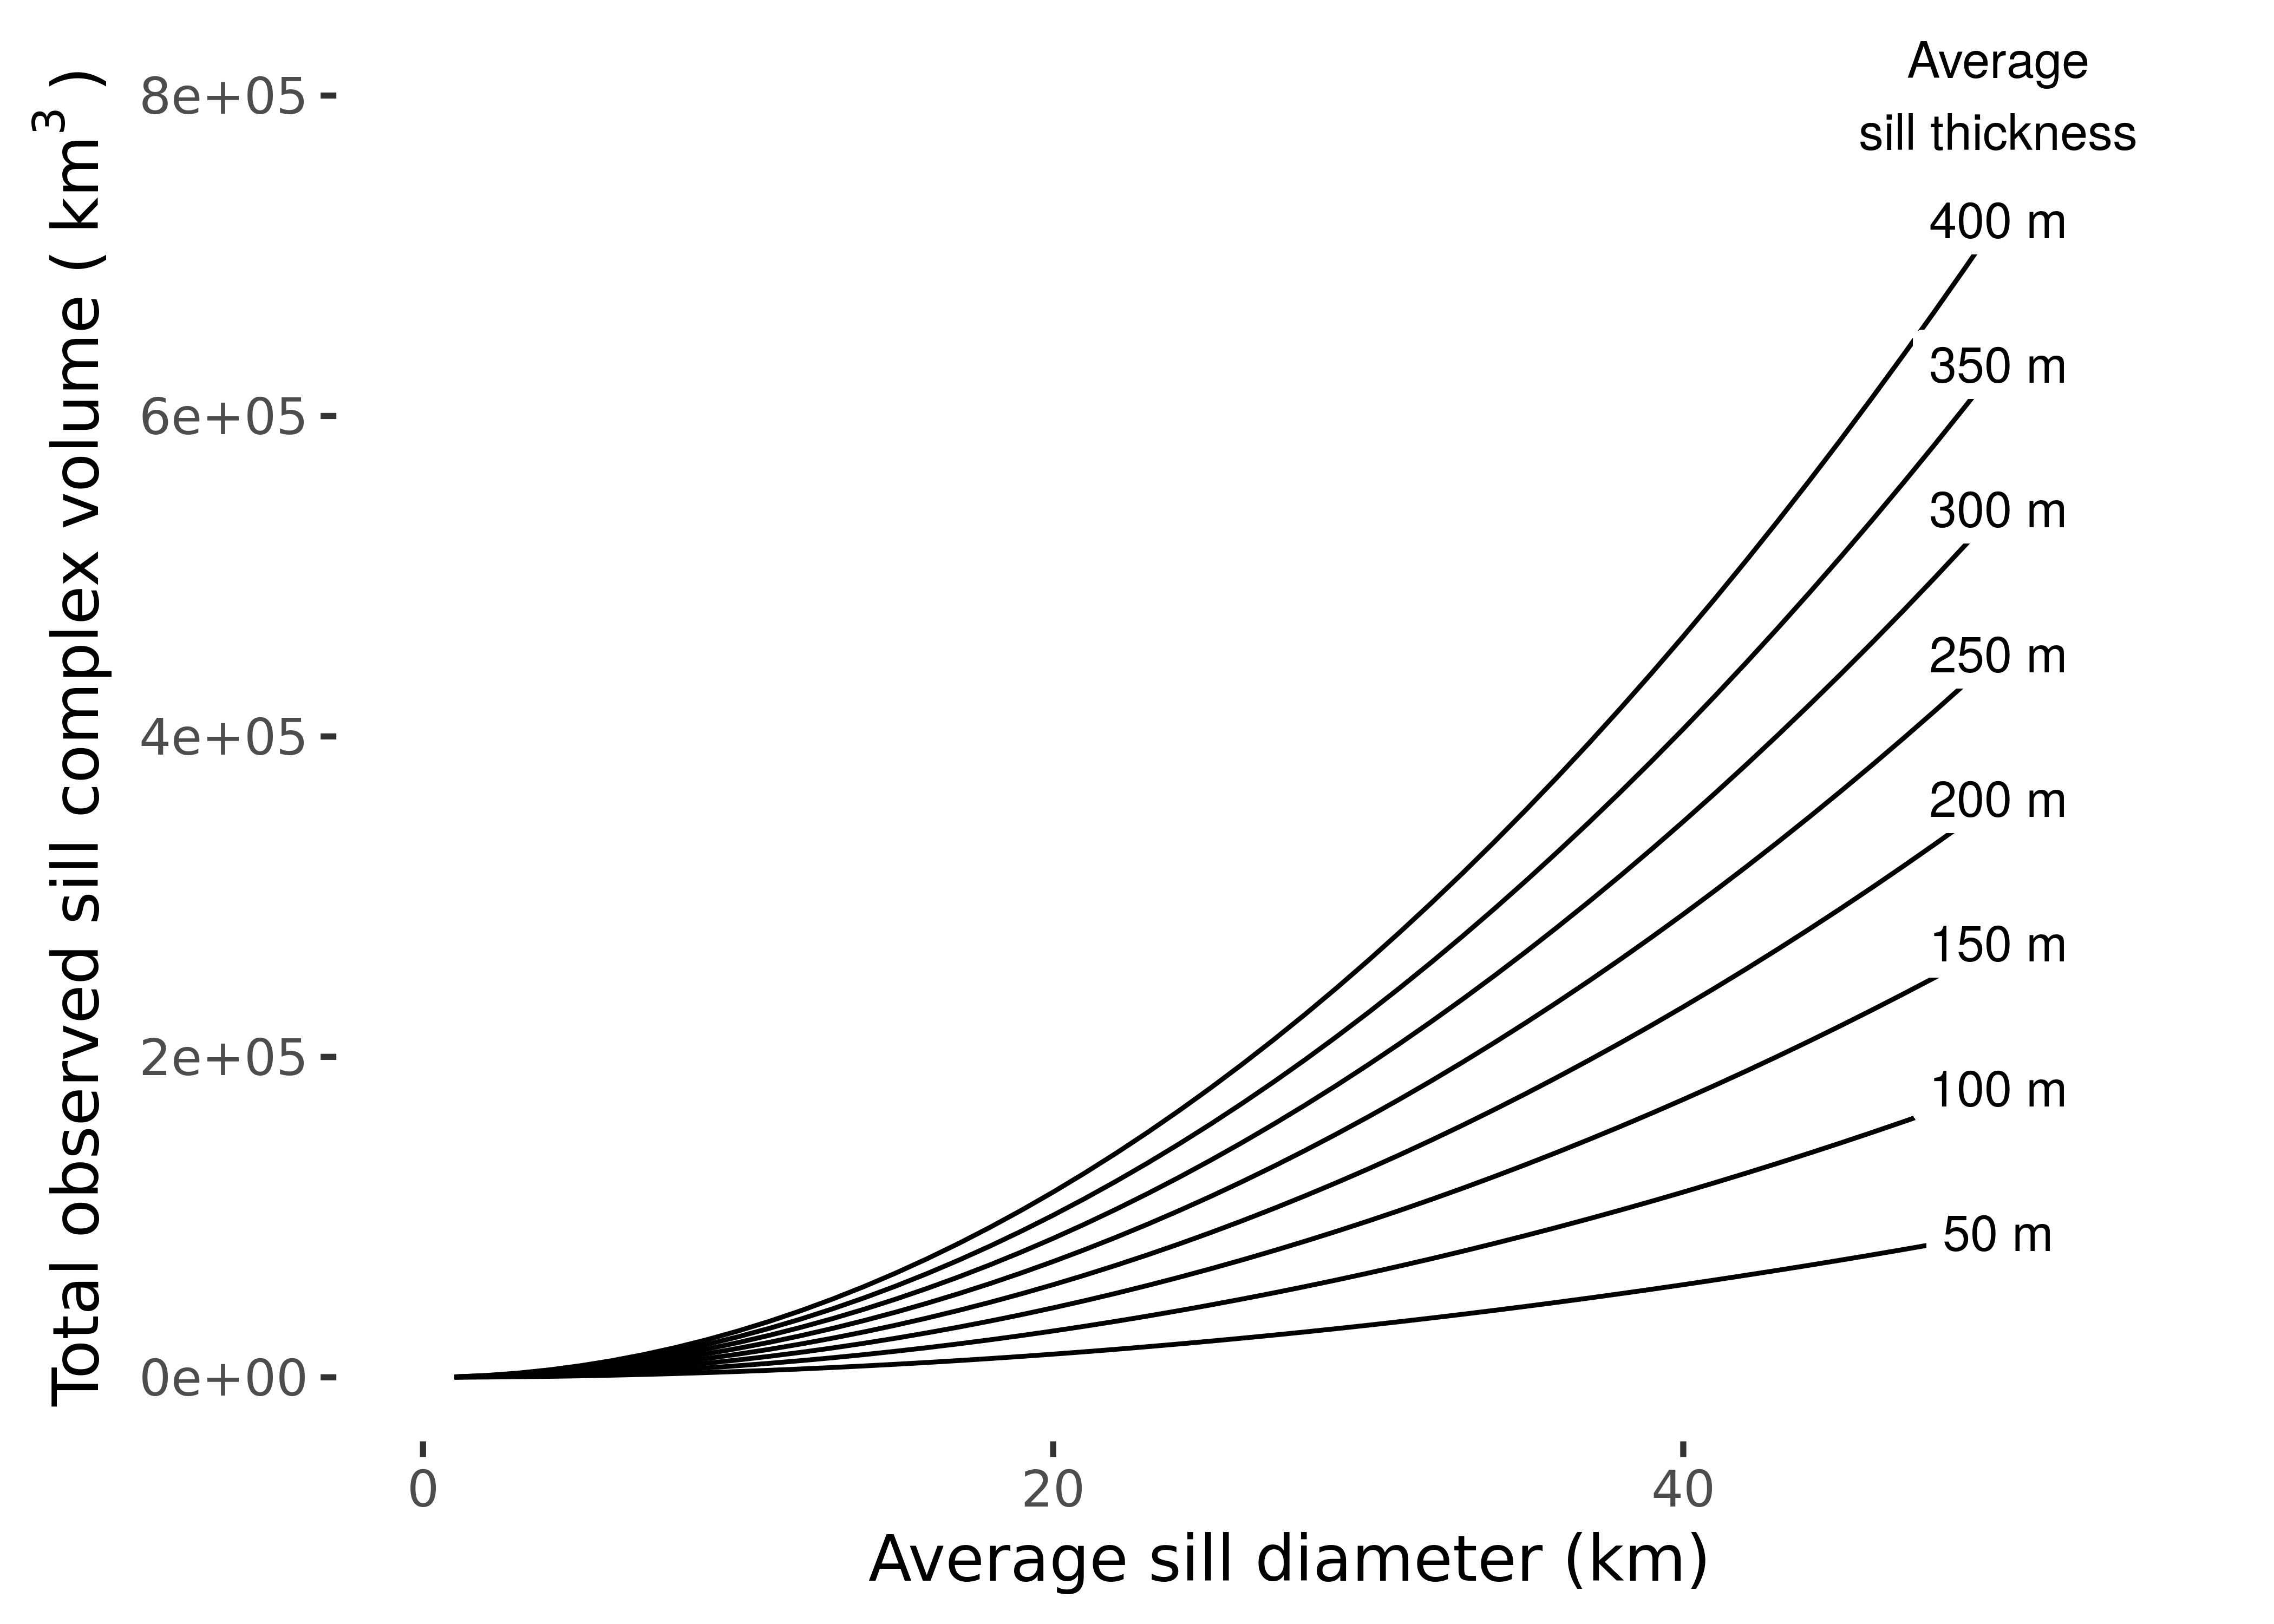 Total observed sill complex volume ( km³ )
8e+05
6e+05
4e+05
2e+05
0e+00
Average
sill thickness
400 m
350 m
300 m
250 m
200 m
150 m
100 m
50 m
0
20
40
Average sill diameter (km)